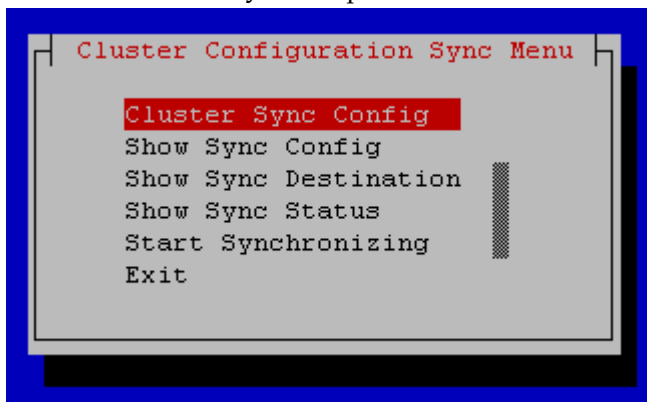 Cluster Configuration Sync Menu
Cluster Sync Config
Show Sync Config
Show Sync Destination
Show Sync Status
Start Synchronizing
Exit